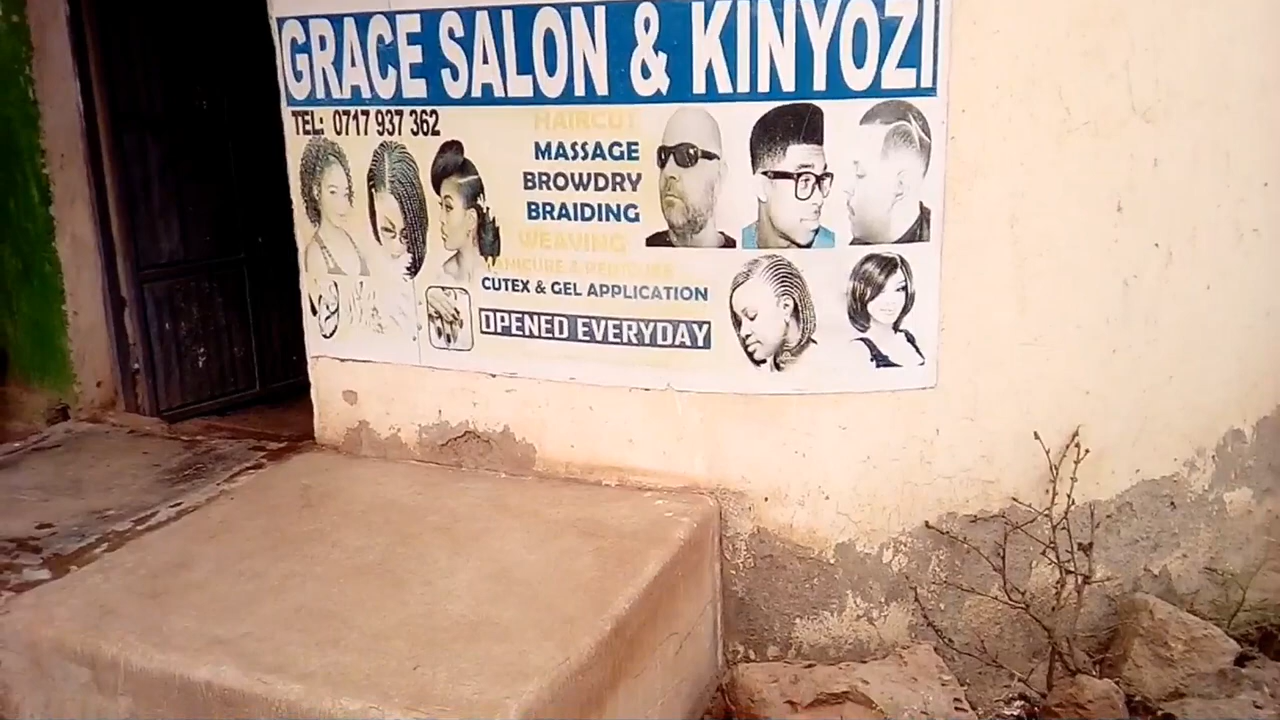 GRACE SALON & KINYOZI
TEL: 0717 937 362
HAIRCUT
MASSAGE
BROWDRY
BRAIDING
WEAVING
MANICURE & PEDICURE
CUTEX & GEL APPLICATION
OPENED EVERYDAY